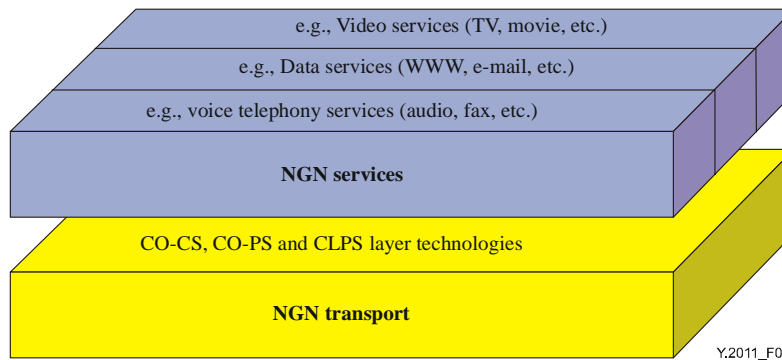 e.g., Video services (TV, movie, etc.)
e.g., Data services (WWW, e-mail, etc.)
e.g., voice telephony services (audio, fax, etc.)
NGN services
CO-CS, CO-PS and CLPS layer technologies
NGN transport
Y.2011_F0